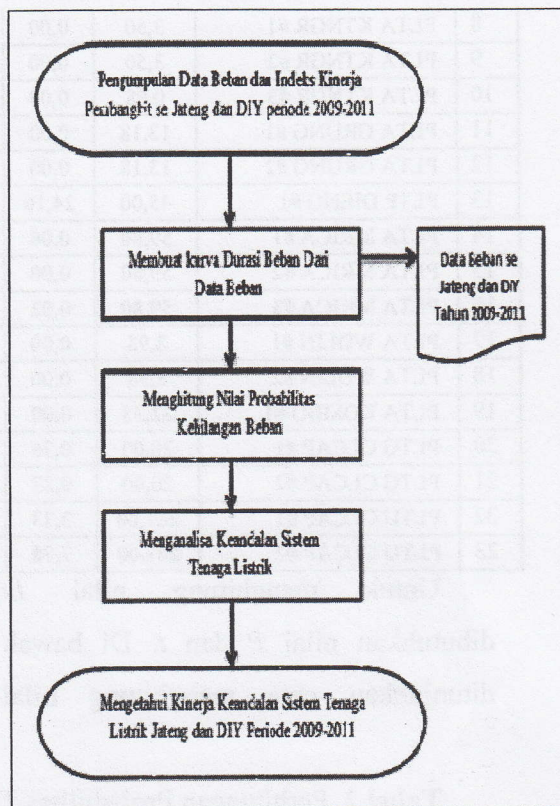 Pengumpulan Data Beban dan Indeks Kinerja
Pembangkit se Jateng dan DIY periode 2009-2011
Membuat kurva Durasi Beban Dari
Data Beban
Data Beban se
Jateng dan DIY
Tahun 2009-2011
Menghitung Nilai Probabilitas
Kehilangan Beban
Menganalisa Keandalan Sistem
Tenaga Listrik
Mengetahui Kinerja Keandalan Sistem Tenaga
Listrik Jateng dan DIY Periode 2009-2011